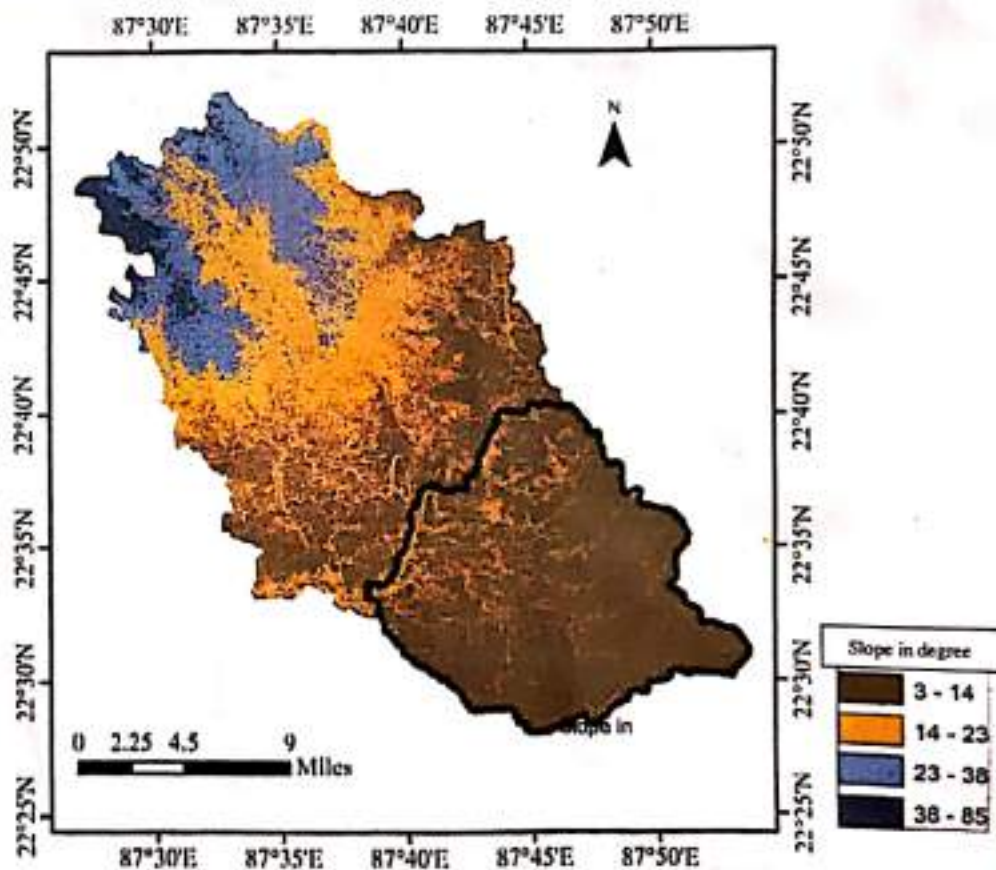 87°30'E 87°35'E 87°40'E 87°45'E 87°50'E
N
22°50'N 22°50'N
22°45'N 22°45'N
22°40'N 22°40'N
22°35'N 22°35'N
22°30'N 22°30'N
22°25'N 22°25'N
Slope in
0 2.25 4.5 9
Miles
87°30'E 87°35'E 87°40'E 87°45'E 87°50'E
Slope in degree
3 - 14
14 - 23
23 - 38
38 - 85